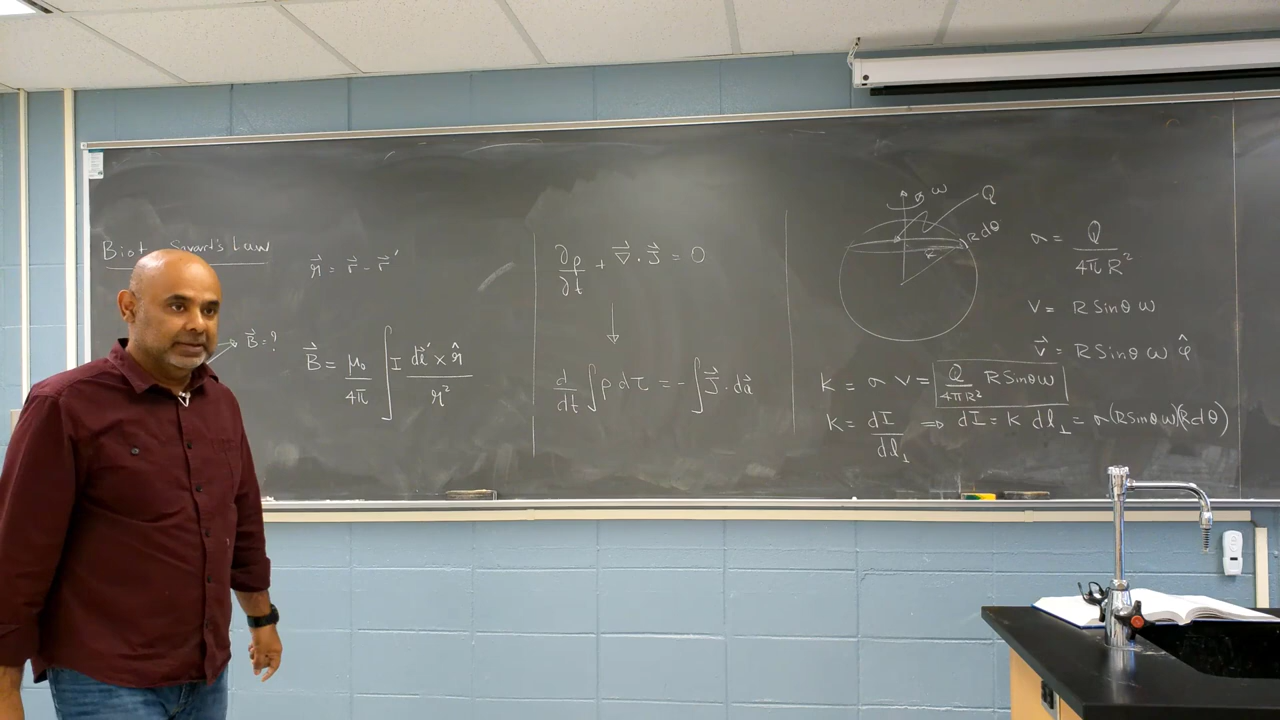 Biot Savart's Law
𝓇⃗ = r⃗ - r⃗′
B⃗ = ?
B⃗ = μ₀/4π ∫ I dl⃗′ × 𝓇̂ / 𝓇²
∂ρ/∂t + ∇⃗ · J⃗ = 0
↓
d/dt ∫ρ dτ = -∫J⃗ · da⃗
ω
Q
R dθ
σ = Q / 4πR²
V = R Sinθ ω
v⃗ = R Sinθ ω φ̂
K = σ V = Q/4πR² R Sinθ ω
K = dI/dl⊥ ⇒ dI = K dl⊥ = σ(R Sinθ ω)(R dθ)